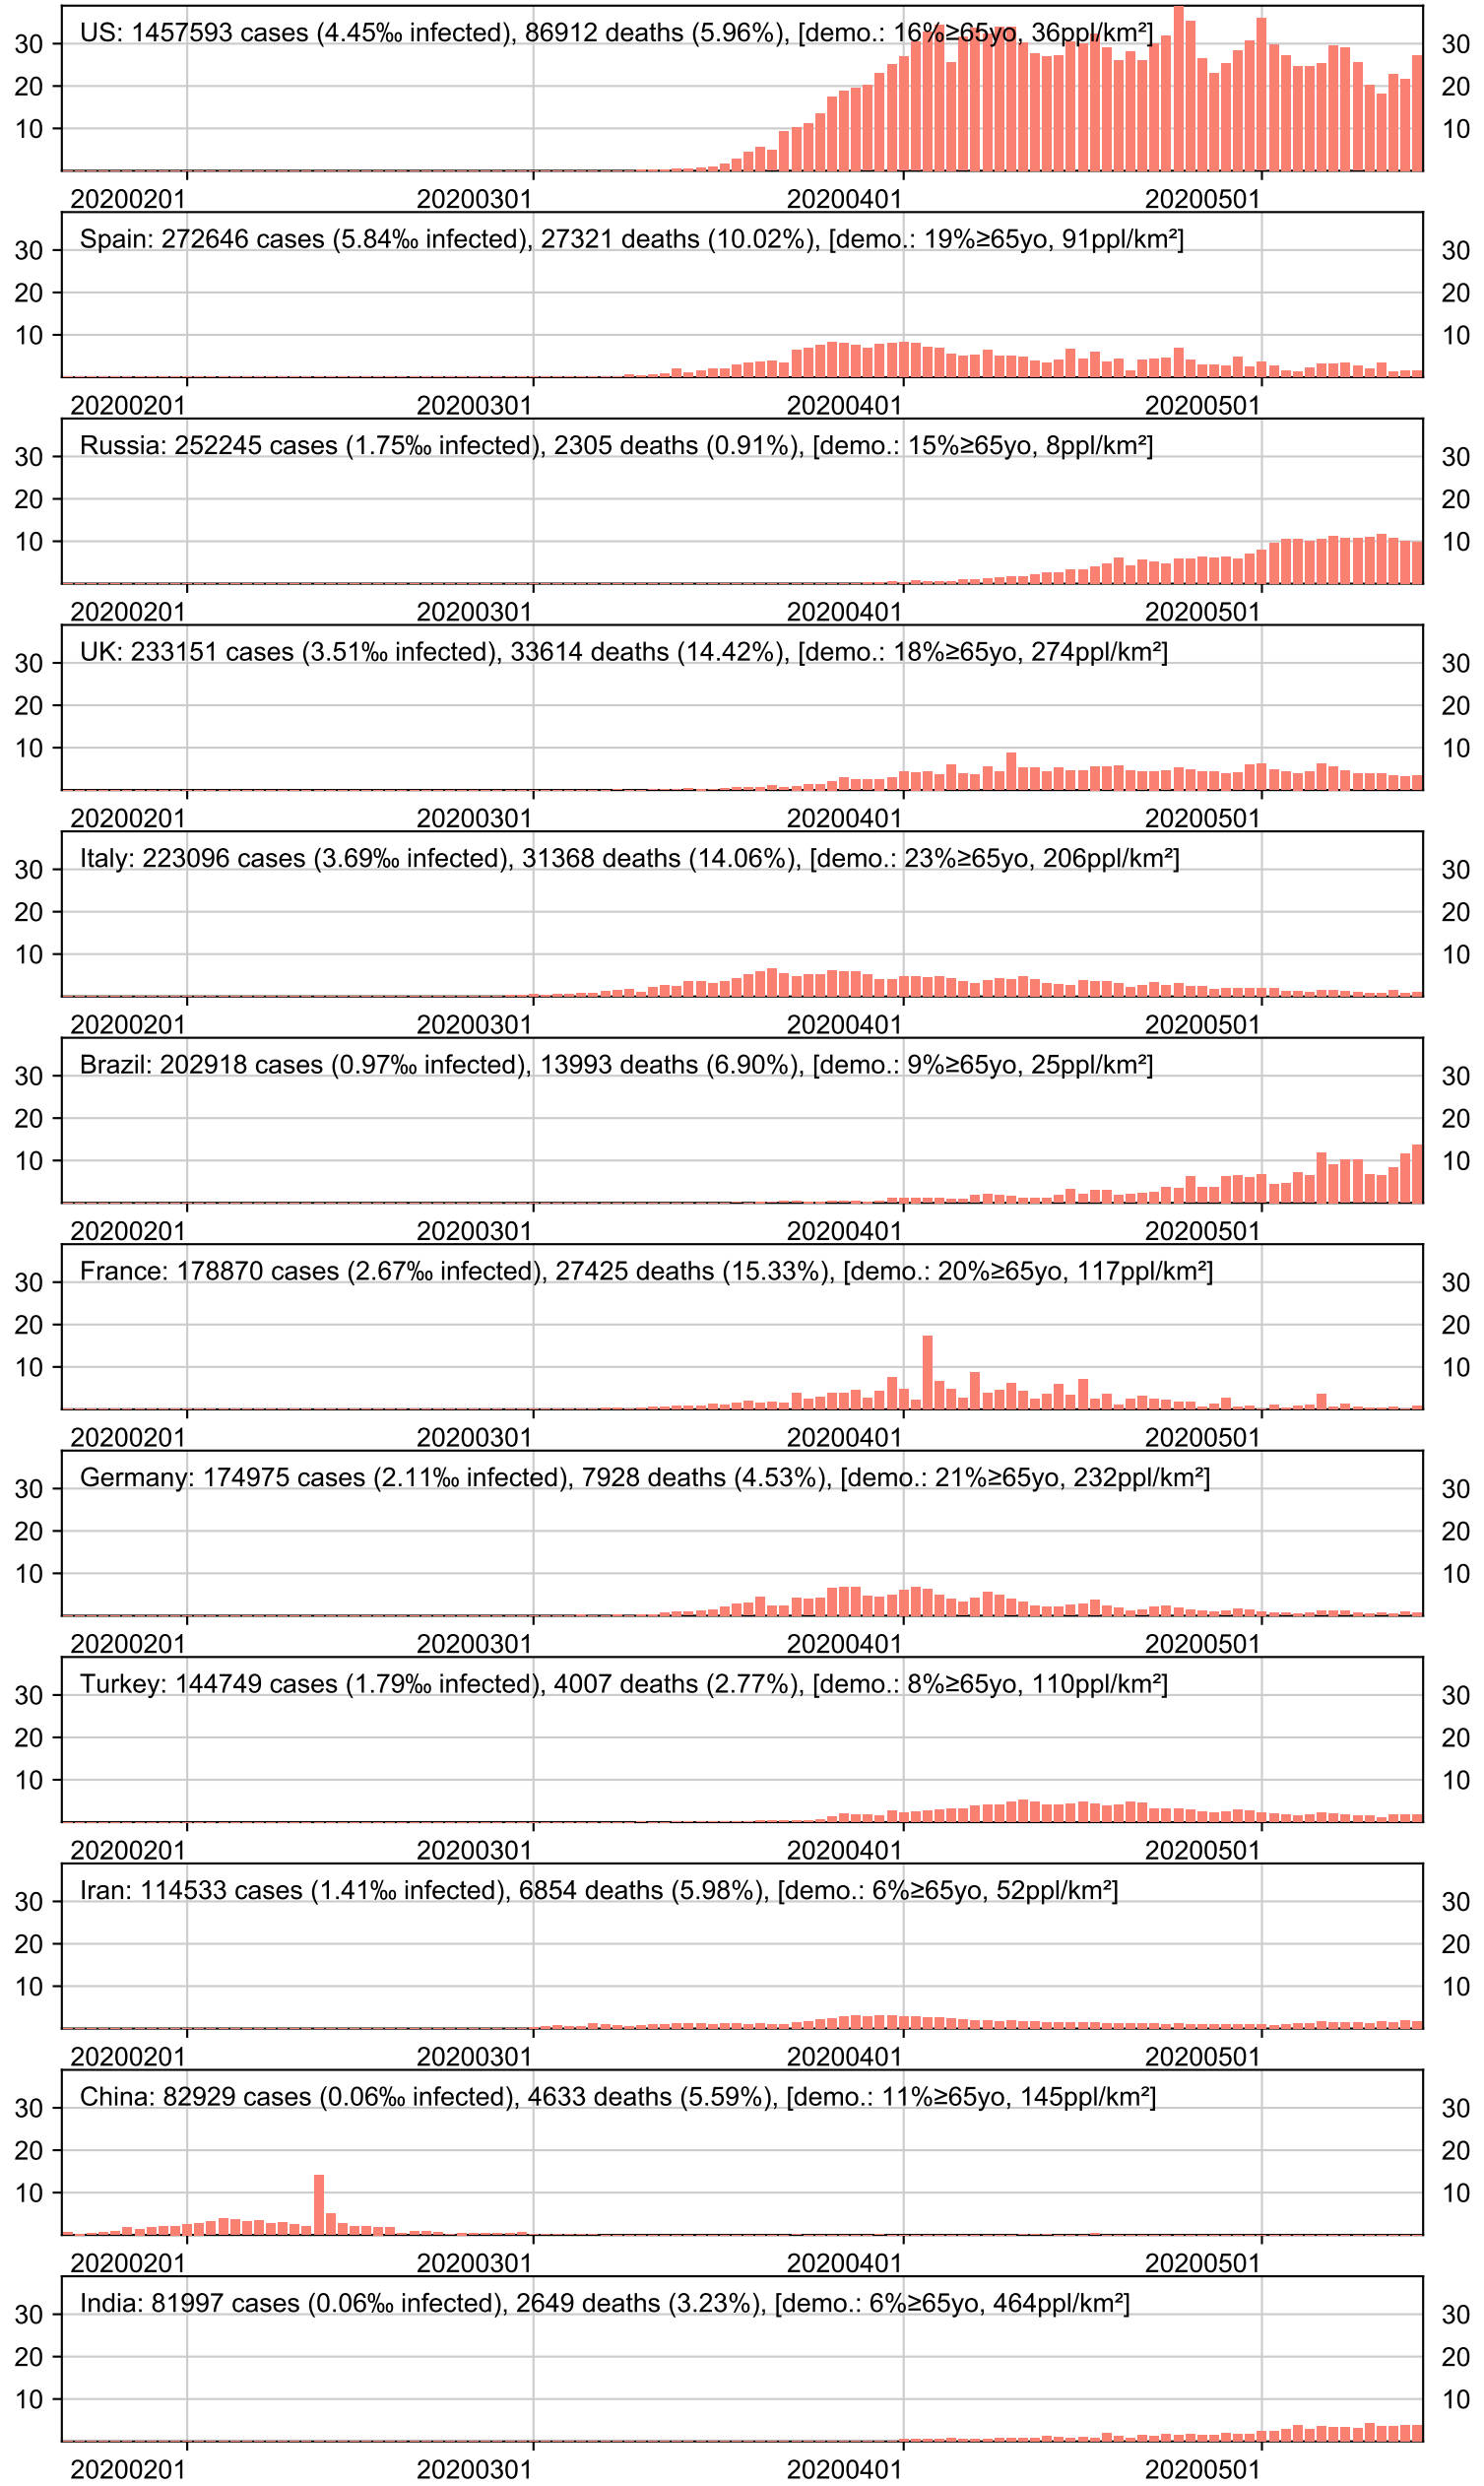 US: 1457593 cases (4.45‰ infected), 86912 deaths (5.96%), [demo.: 16%≥65yo, 36ppl/km²]
30 30
20 20
10 10
20200201 20200301 20200401 20200501
Spain: 272646 cases (5.84‰ infected), 27321 deaths (10.02%), [demo.: 19%≥65yo, 91ppl/km²]
30 30
20 20
10 10
20200201 20200301 20200401 20200501
Russia: 252245 cases (1.75‰ infected), 2305 deaths (0.91%), [demo.: 15%≥65yo, 8ppl/km²]
30 30
20 20
10 10
20200201 20200301 20200401 20200501
UK: 233151 cases (3.51‰ infected), 33614 deaths (14.42%), [demo.: 18%≥65yo, 274ppl/km²]
30 30
20 20
10 10
20200201 20200301 20200401 20200501
Italy: 223096 cases (3.69‰ infected), 31368 deaths (14.06%), [demo.: 23%≥65yo, 206ppl/km²]
30 30
20 20
10 10
20200201 20200301 20200401 20200501
Brazil: 202918 cases (0.97‰ infected), 13993 deaths (6.90%), [demo.: 9%≥65yo, 25ppl/km²]
30 30
20 20
10 10
20200201 20200301 20200401 20200501
France: 178870 cases (2.67‰ infected), 27425 deaths (15.33%), [demo.: 20%≥65yo, 117ppl/km²]
30 30
20 20
10 10
20200201 20200301 20200401 20200501
Germany: 174975 cases (2.11‰ infected), 7928 deaths (4.53%), [demo.: 21%≥65yo, 232ppl/km²]
30 30
20 20
10 10
20200201 20200301 20200401 20200501
Turkey: 144749 cases (1.79‰ infected), 4007 deaths (2.77%), [demo.: 8%≥65yo, 110ppl/km²]
30 30
20 20
10 10
20200201 20200301 20200401 20200501
Iran: 114533 cases (1.41‰ infected), 6854 deaths (5.98%), [demo.: 6%≥65yo, 52ppl/km²]
30 30
20 20
10 10
20200201 20200301 20200401 20200501
China: 82929 cases (0.06‰ infected), 4633 deaths (5.59%), [demo.: 11%≥65yo, 145ppl/km²]
30 30
20 20
10 10
20200201 20200301 20200401 20200501
India: 81997 cases (0.06‰ infected), 2649 deaths (3.23%), [demo.: 6%≥65yo, 464ppl/km²]
30 30
20 20
10 10
20200201 20200301 20200401 20200501